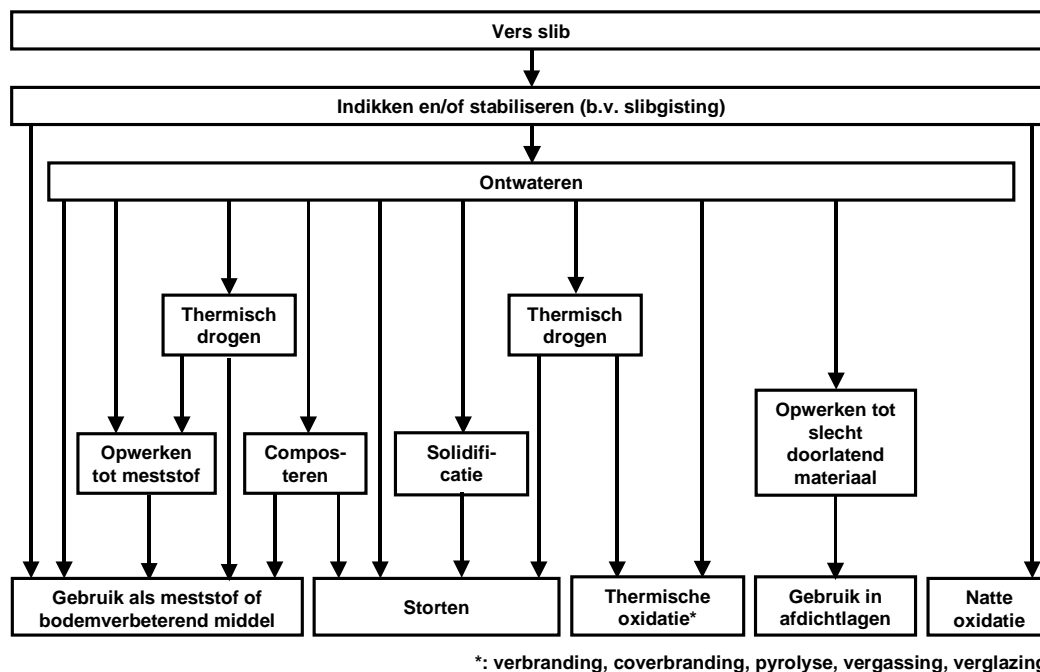 Vers slib
Indikken en/of stabiliseren (b.v. slibgisting)
Ontwateren
Thermisch
drogen
Thermisch
drogen
Opwerken
tot meststof
Compos-
teren
Solidifi-
catie
Opwerken tot
slecht
doorlatend
materiaal
Gebruik als meststof of
bodemverbeterend middel
Storten
Thermische
oxidatie*
Gebruik in
afdichtlagen
Natte
oxidatie
*: verbranding, coverbranding, pyrolyse, vergassing, verglazing